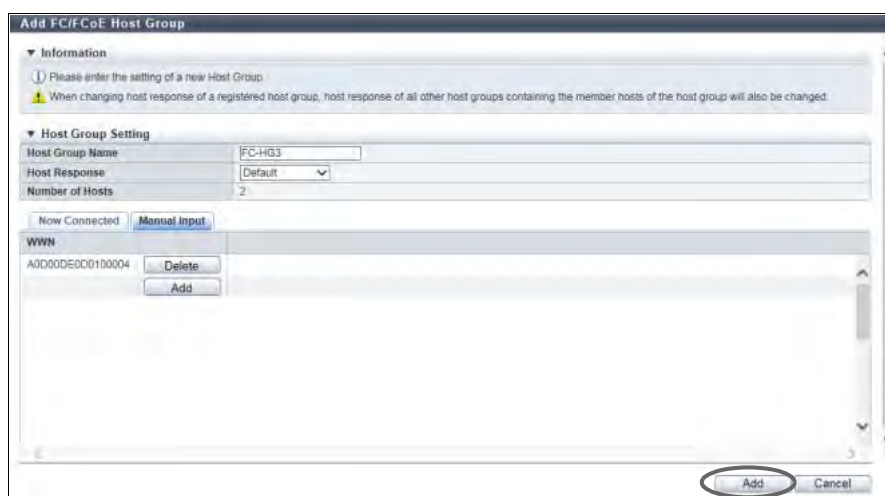 Add FC/FCoE Host Group
Information
Please enter the setting of a new Host Group.
When changing host response of a registered host group, host response of all other host groups containing the member hosts of the host group will also be changed.
Host Group Setting
Host Group Name FC-HG3
Host Response Default
Number of Hosts 2
Now Connected Manual Input
WWN
A0D00DE0D0100004 Delete
Add
Add Cancel